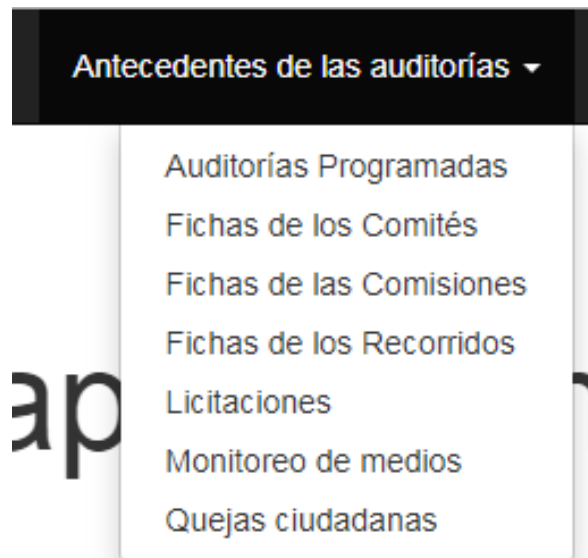 Antecedentes de las auditorías
Auditorías Programadas
Fichas de los Comités
Fichas de las Comisiones
Fichas de los Recorridos
Licitaciones
Monitoreo de medios
Quejas ciudadanas